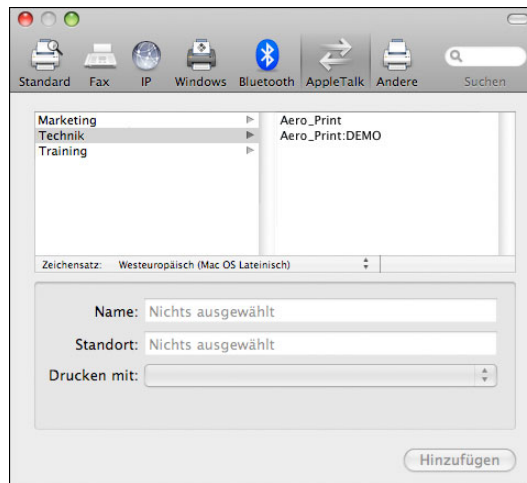 Standard Fax IP Windows Bluetooth AppleTalk Andere Suchen
Marketing Aero_Print
Technik Aero_Print:DEMO
Training
Zeichensatz: Westeuropäisch (Mac OS Lateinisch)
Name: Nichts ausgewählt
Standort: Nichts ausgewählt
Drucken mit:
Hinzufügen